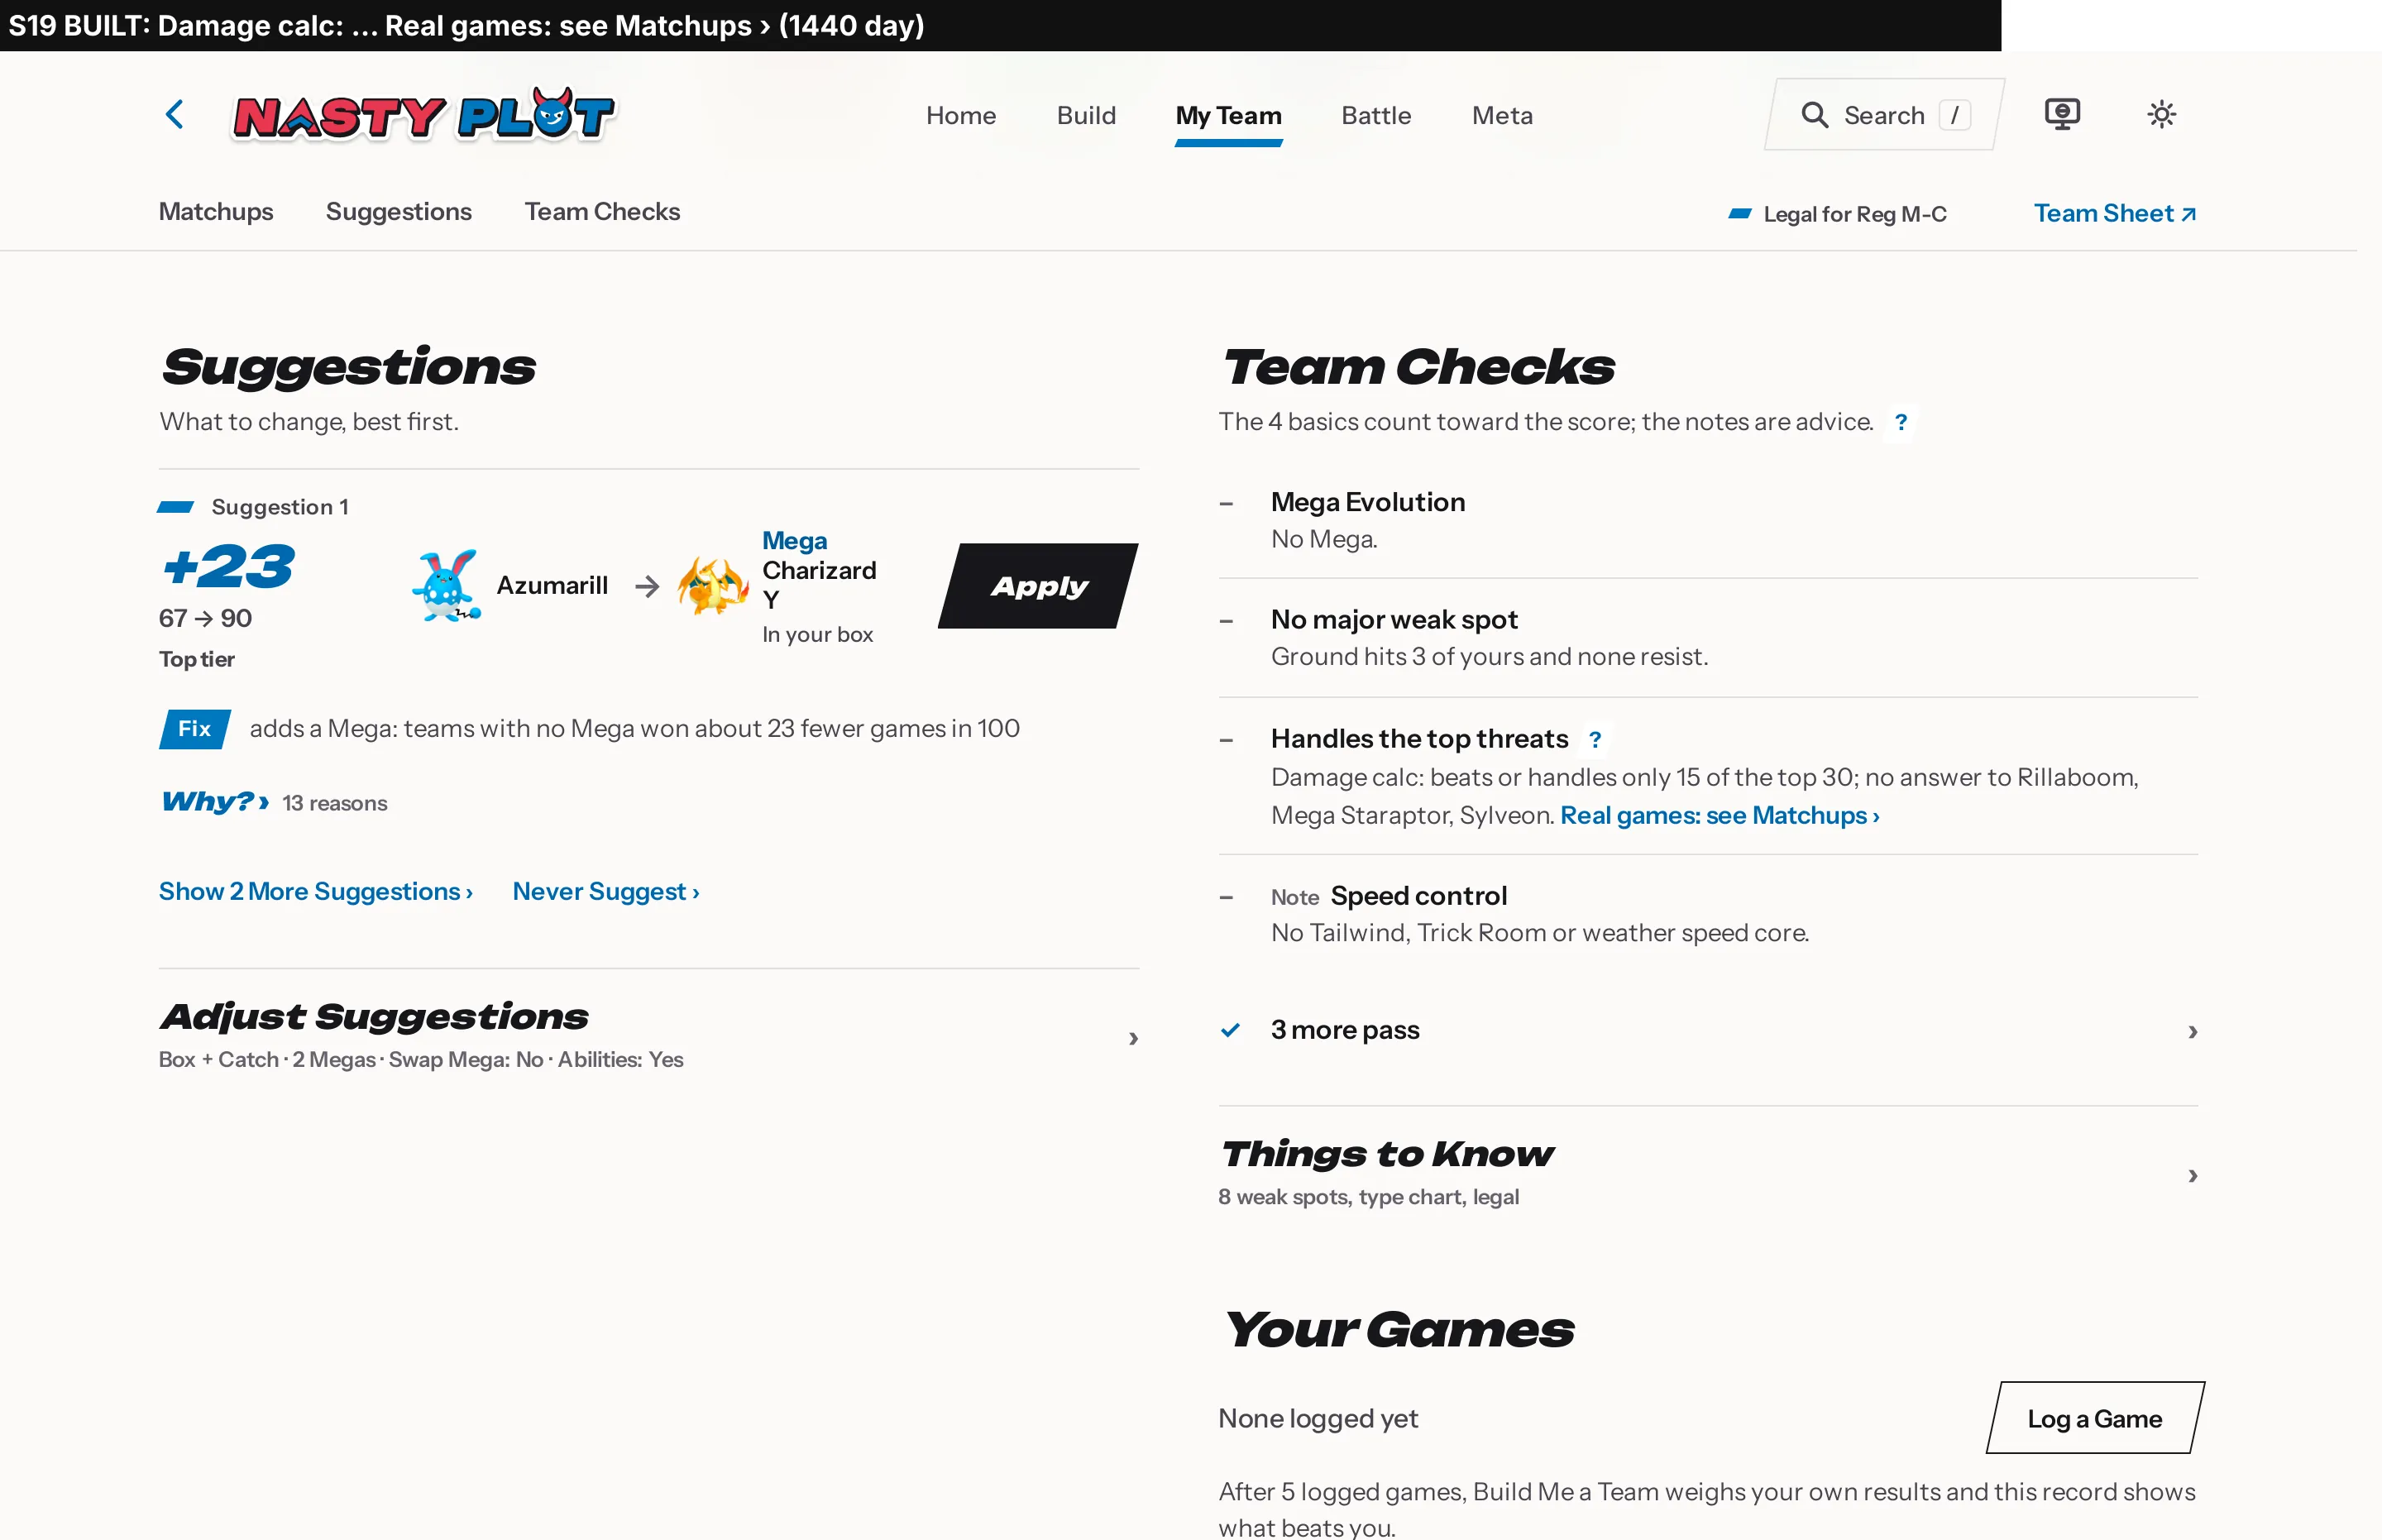 S19 BUILT: Damage calc: ... Real games: see Matchups › (1440 day)
NASTY PLOT
Home Build My Team Battle Meta
Search /
Matchups Suggestions Team Checks
Legal for Reg M-C
Team Sheet ↗
Suggestions
What to change, best first.
Suggestion 1
+23
67 → 90
Top tier
Azumarill
→
Mega
Charizard
Y
In your box
Apply
Fix adds a Mega: teams with no Mega won about 23 fewer games in 100
Why? › 13 reasons
Show 2 More Suggestions › Never Suggest ›
Adjust Suggestions
Box + Catch · 2 Megas · Swap Mega: No · Abilities: Yes
›
Team Checks
The 4 basics count toward the score; the notes are advice. ?
– Mega Evolution
No Mega.
– No major weak spot
Ground hits 3 of yours and none resist.
– Handles the top threats ?
Damage calc: beats or handles only 15 of the top 30; no answer to Rillaboom,
Mega Staraptor, Sylveon. Real games: see Matchups ›
– Note Speed control
No Tailwind, Trick Room or weather speed core.
✓ 3 more pass ›
Things to Know
8 weak spots, type chart, legal
›
Your Games
None logged yet
Log a Game
After 5 logged games, Build Me a Team weighs your own results and this record shows
what beats you.